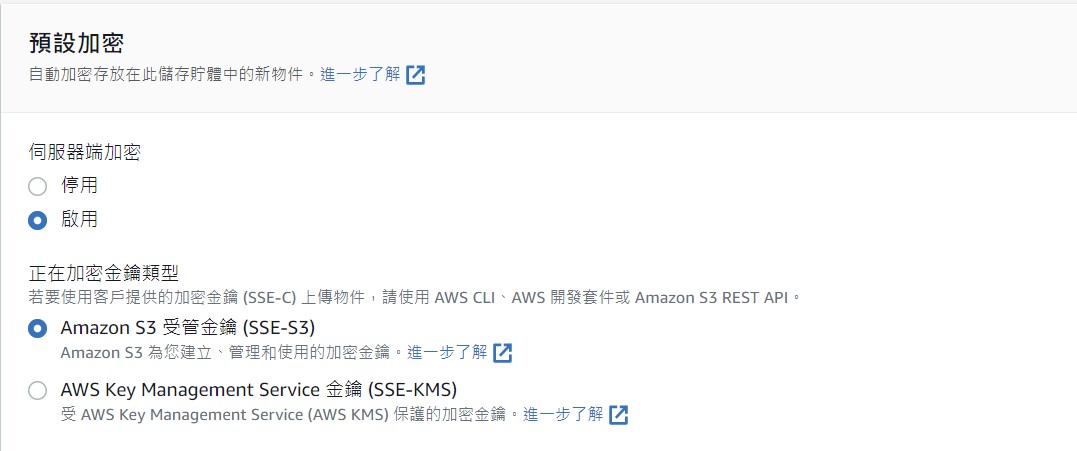 預設加密
自動加密存放在此儲存貯體中的新物件。進一步了解
伺服器端加密
停用
啟用
正在加密金鑰類型
若要使用客戶提供的加密金鑰 (SSE-C) 上傳物件，請使用 AWS CLI、AWS 開發套件或 Amazon S3 REST API。
Amazon S3 受管金鑰 (SSE-S3)
Amazon S3 為您建立、管理和使用的加密金鑰。進一步了解
AWS Key Management Service 金鑰 (SSE-KMS)
受 AWS Key Management Service (AWS KMS) 保護的加密金鑰。進一步了解